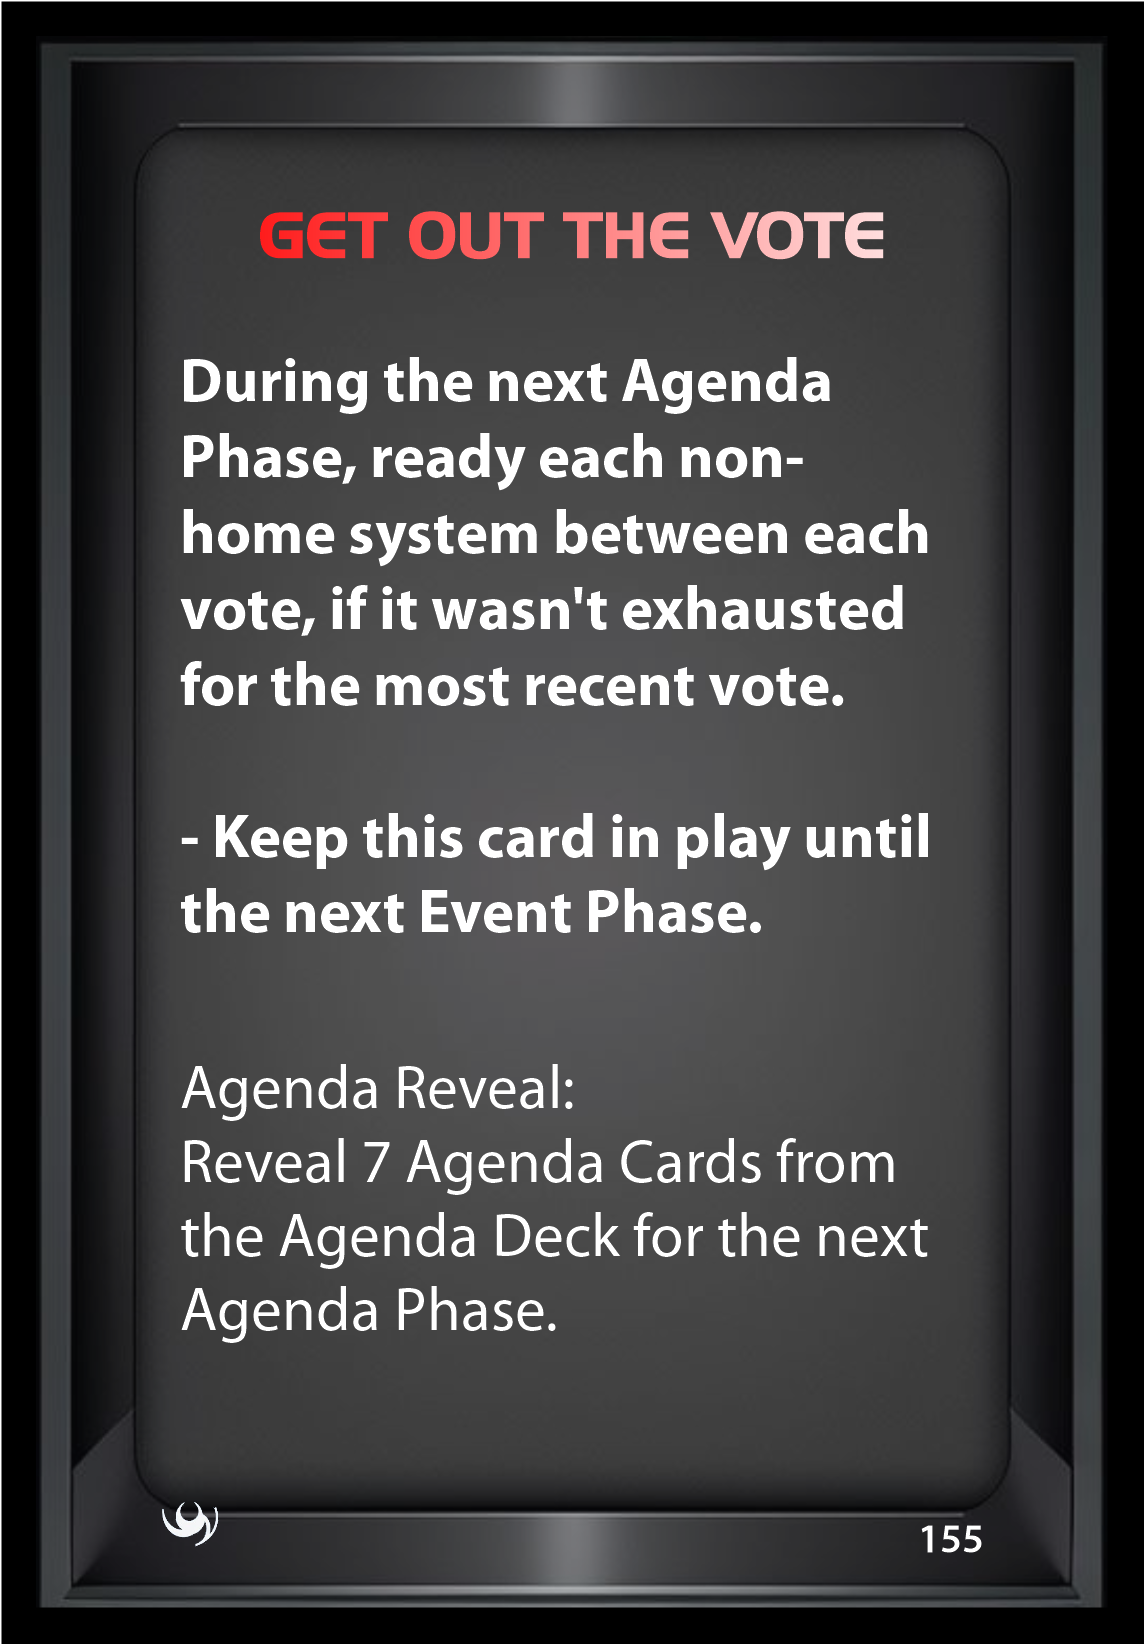 GET OUT THE VOTE
During the next Agenda
Phase, ready each non-
home system between each
vote, if it wasn't exhausted
for the most recent vote.
- Keep this card in play until
the next Event Phase.
Agenda Reveal:
Reveal 7 Agenda Cards from
the Agenda Deck for the next
Agenda Phase.
155